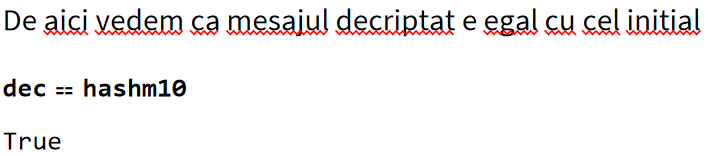 De aici vedem ca mesajul decriptat e egal cu cel initial
dec == hashm10
True